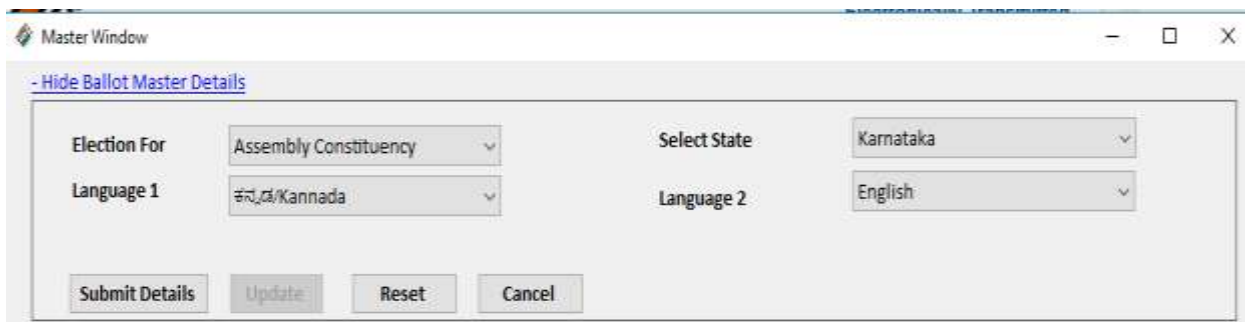 Master Window
- Hide Ballot Master Details
Election For Assembly Constituency Select State Karnataka
Language 1 ಕನ್ನಡ/Kannada Language 2 English
Submit Details Update Reset Cancel